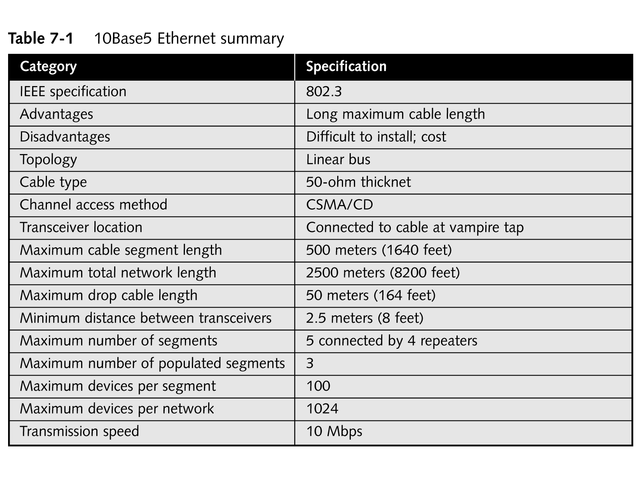 Table 7-1 10Base5 Ethernet summary
Category Specification
IEEE specification 802.3
Advantages Long maximum cable length
Disadvantages Difficult to install; cost
Topology Linear bus
Cable type 50-ohm thicknet
Channel access method CSMA/CD
Transceiver location Connected to cable at vampire tap
Maximum cable segment length 500 meters (1640 feet)
Maximum total network length 2500 meters (8200 feet)
Maximum drop cable length 50 meters (164 feet)
Minimum distance between transceivers 2.5 meters (8 feet)
Maximum number of segments 5 connected by 4 repeaters
Maximum number of populated segments 3
Maximum devices per segment 100
Maximum devices per network 1024
Transmission speed 10 Mbps